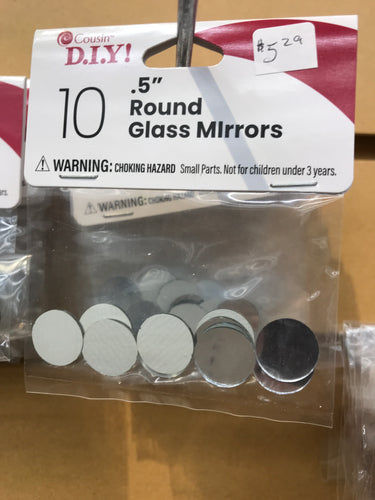 Cousin
D.I.Y!
$5 29
10
.5"
Round
Glass MIrrors
WARNING: CHOKING HAZARD Small Parts. Not for children under 3 years.
WARNING: CHOKING HAZARD